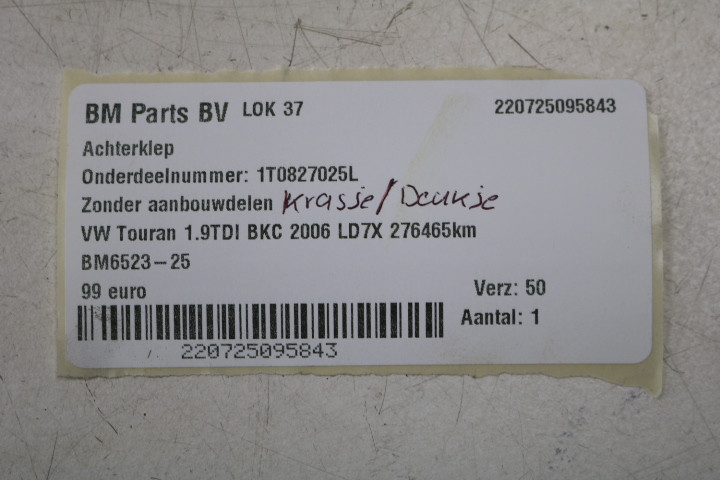 BM Parts BV LOK 37 220725095843
Achterklep
Onderdeelnummer: 1T0827025L
Zonder aanbouwdelen Krasje/Deukje
VW Touran 1.9TDI BKC 2006 LD7X 276465km
BM6523-25
99 euro Verz: 50
Aantal: 1
220725095843